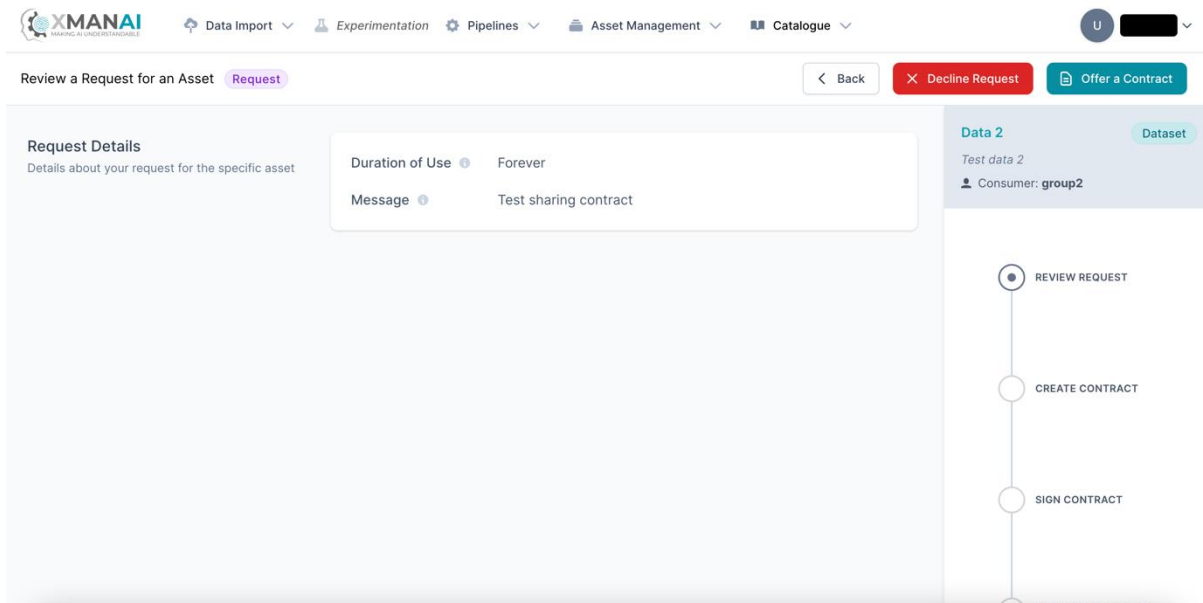 XMANAI
MAKING AI UNDERSTANDABLE
Data Import
Experimentation
Pipelines
Asset Management
Catalogue
U
Review a Request for an Asset
Request
Back
Decline Request
Offer a Contract
Request Details
Details about your request for the specific asset
Duration of Use Forever
Message Test sharing contract
Data 2
Dataset
Test data 2
Consumer: group2
REVIEW REQUEST
CREATE CONTRACT
SIGN CONTRACT